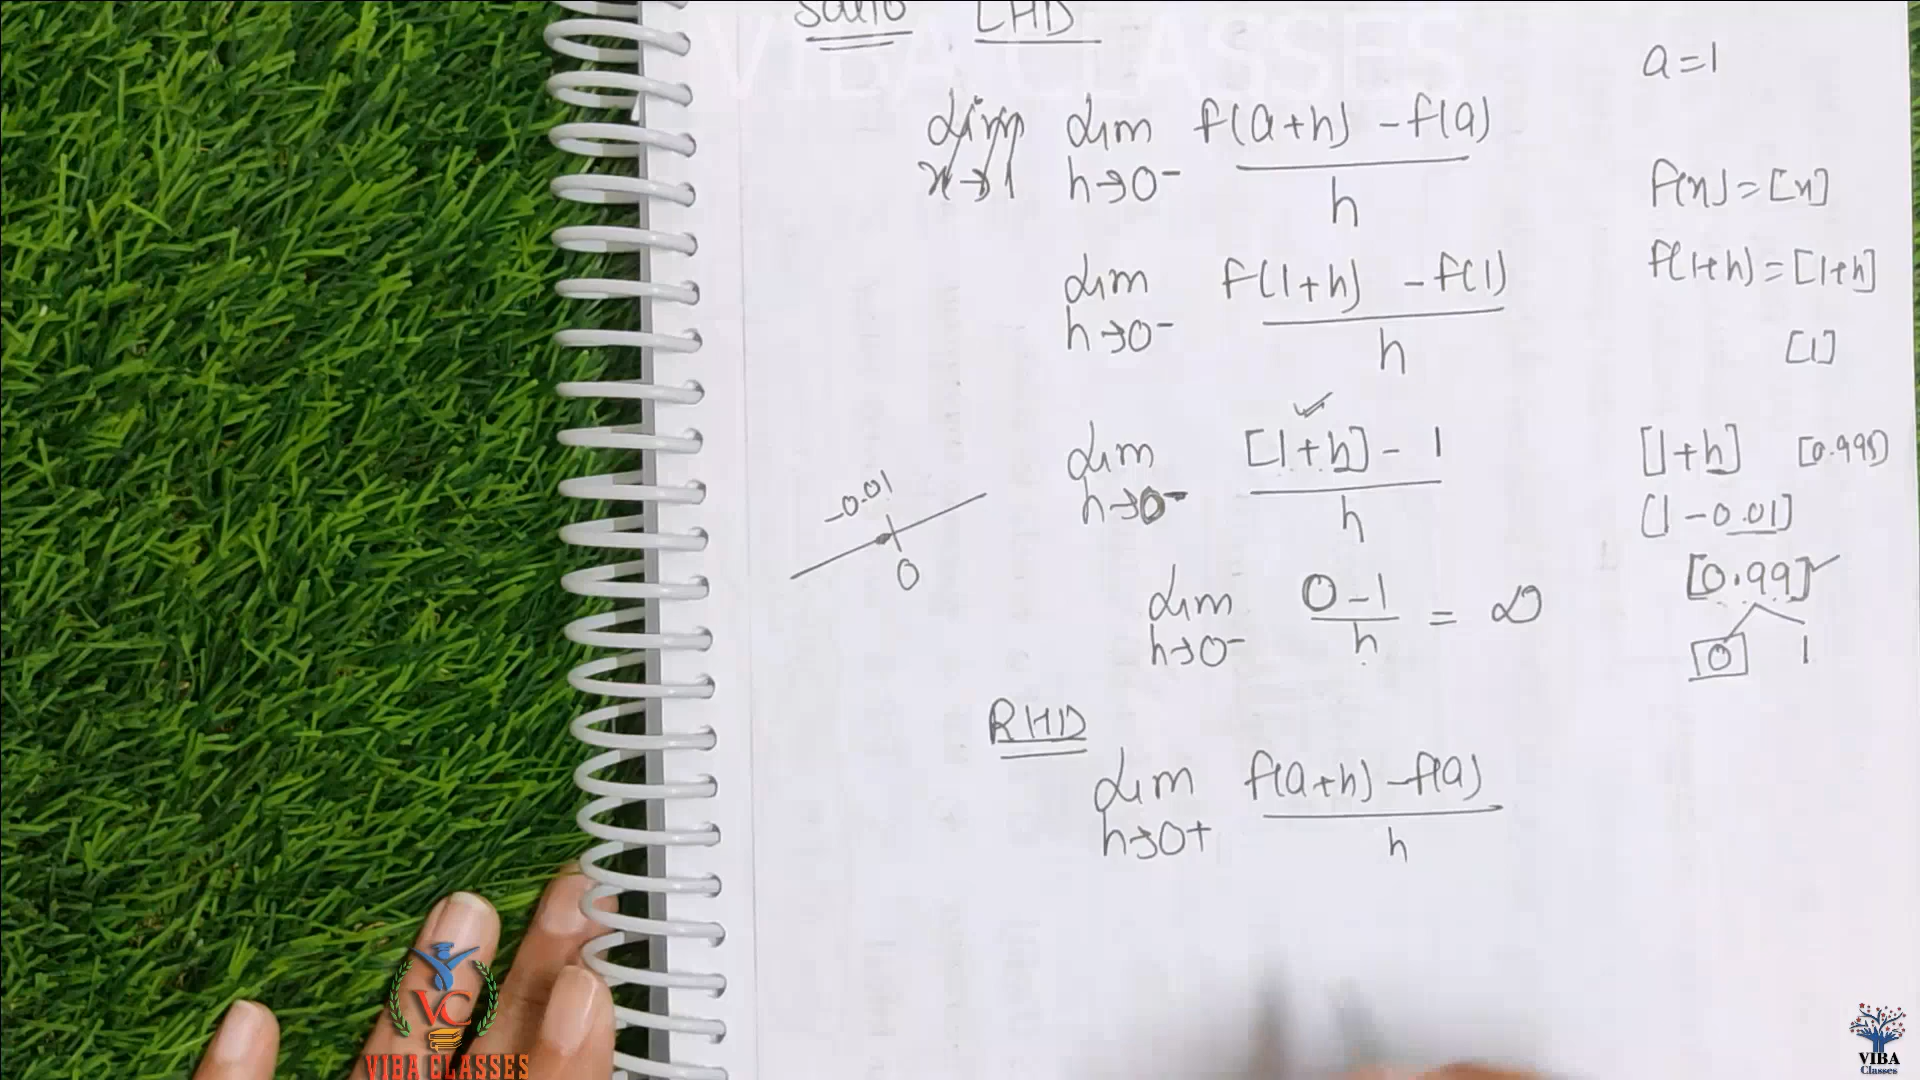 Soln LHD
VIBA CLASSES
a=1
lim x→1 lim h→0- f(a+h) -f(a) / h
f(x)=[x]
lim h→0- f(1+h) -f(1) / h
f(1+h)=[1+h]
[1]
lim h→0- [1+h]- 1 / h
[1+h] [0.99
[1-0.01]
-0.01
0
lim h→0- 0-1 / h = ∞
[0.99]
0 1
RHD
lim h→0+ f(a+h)-f(a) / h
VC
VIBA CLASSES
VIBA
Classes